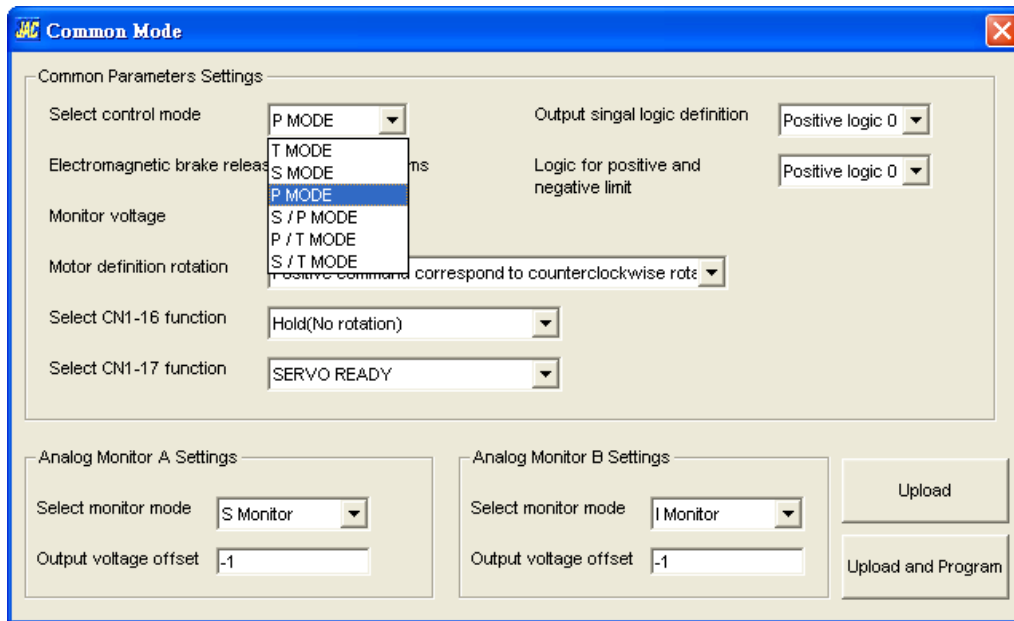 JAC Common Mode
Common Parameters Settings
Select control mode
P MODE
Output singal logic definition
Positive logic 0
T MODE
S MODE
P MODE
S / P MODE
P / T MODE
S / T MODE
Electromagnetic brake releas
ms
Logic for positive and
negative limit
Positive logic 0
Monitor voltage
Motor definition rotation
Positive command correspond to counterclockwise rota
Select CN1-16 function
Hold(No rotation)
Select CN1-17 function
SERVO READY
Analog Monitor A Settings
Select monitor mode
S Monitor
Output voltage offset
-1
Analog Monitor B Settings
Select monitor mode
I Monitor
Output voltage offset
-1
Upload
Upload and Program